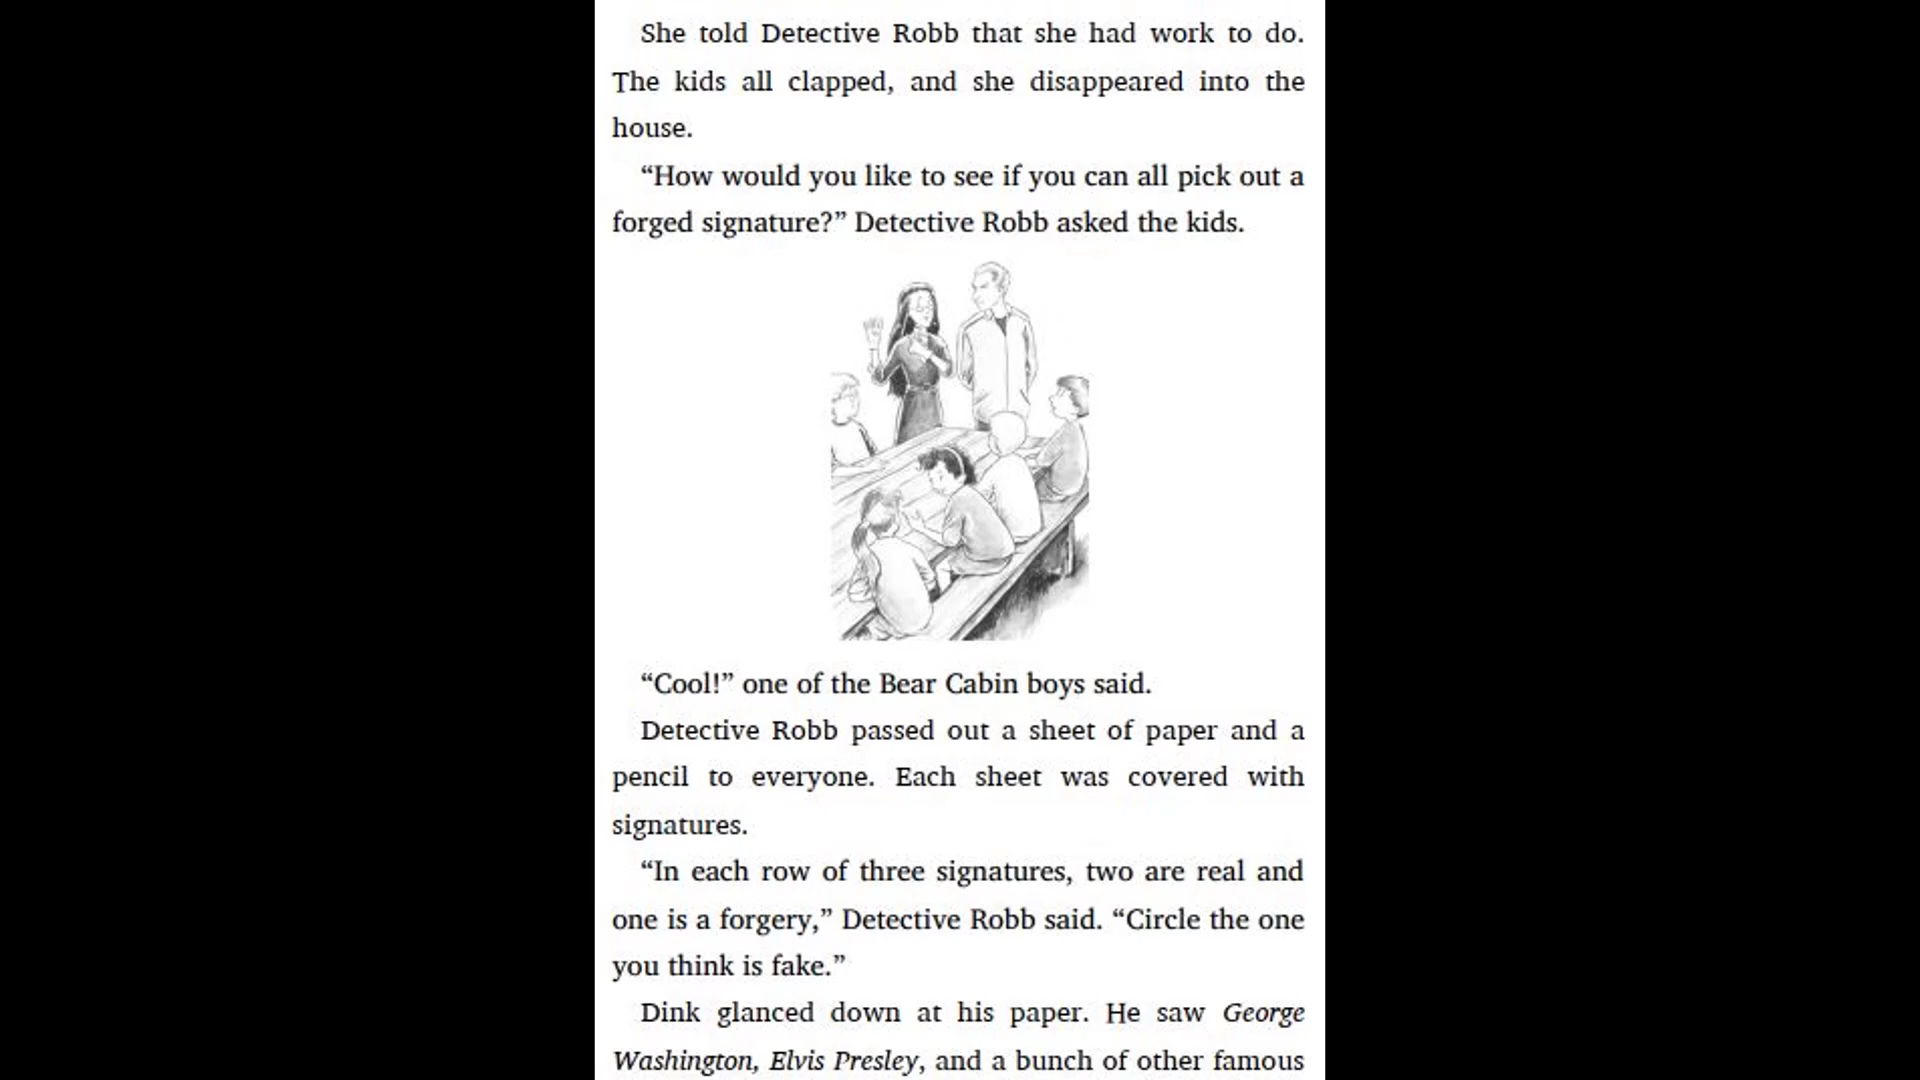 She told Detective Robb that she had work to do.
The kids all clapped, and she disappeared into the
house.
“How would you like to see if you can all pick out a
forged signature?” Detective Robb asked the kids.
“Cool!” one of the Bear Cabin boys said.
Detective Robb passed out a sheet of paper and a
pencil to everyone. Each sheet was covered with
signatures.
“In each row of three signatures, two are real and
one is a forgery,” Detective Robb said. “Circle the one
you think is fake.”
Dink glanced down at his paper. He saw George
Washington, Elvis Presley, and a bunch of other famous